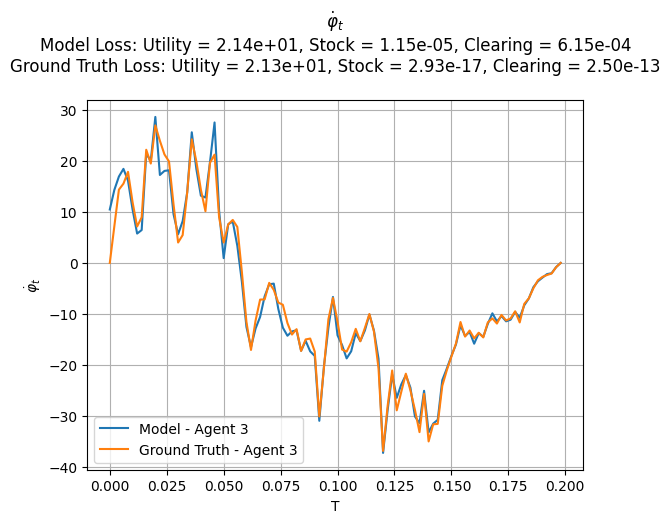 φ̇ₜ
Model Loss: Utility = 2.14e+01, Stock = 1.15e-05, Clearing = 6.15e-04
Ground Truth Loss: Utility = 2.13e+01, Stock = 2.93e-17, Clearing = 2.50e-13
30
20
10
0
−10
−20
−30
−40
φ̇ₜ
Model - Agent 3
Ground Truth - Agent 3
0.000 0.025 0.050 0.075 0.100 0.125 0.150 0.175 0.200
T